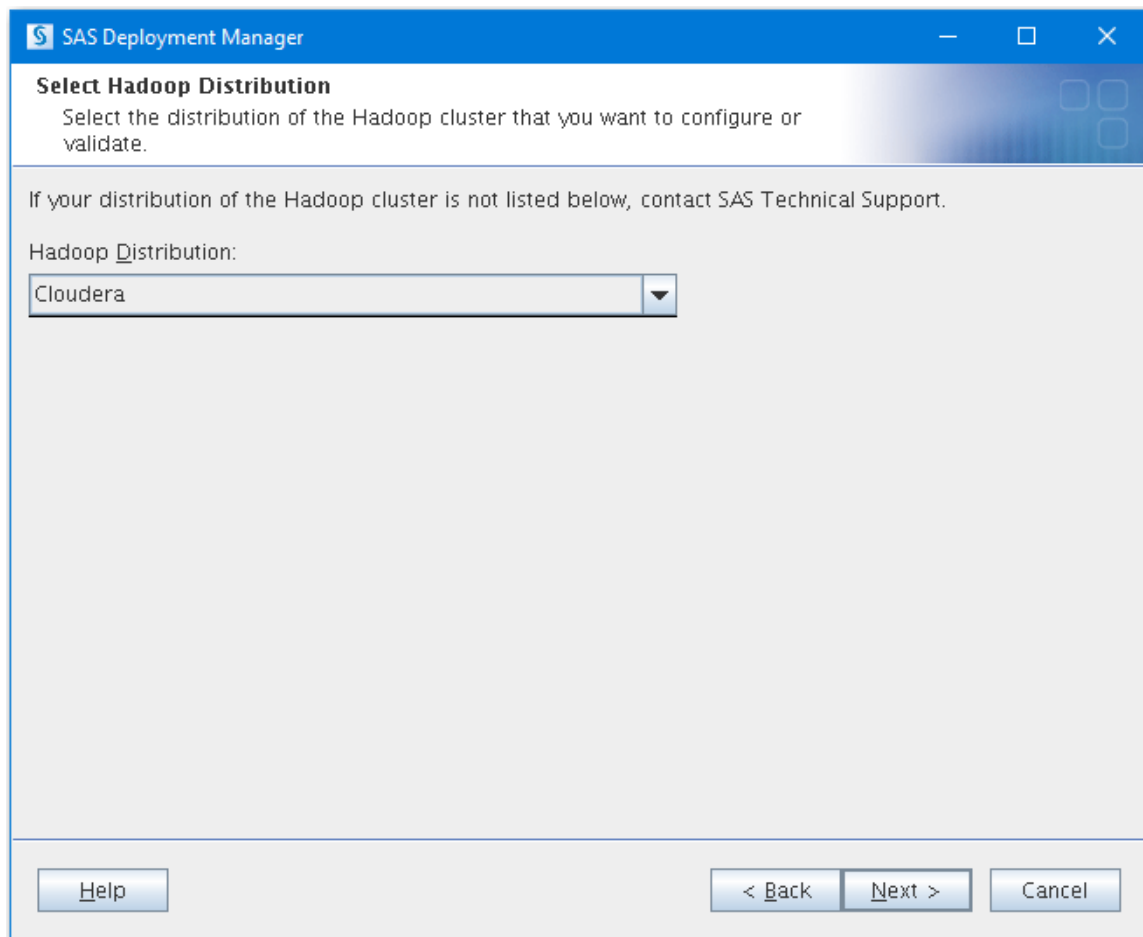 SAS Deployment Manager
Select Hadoop Distribution
Select the distribution of the Hadoop cluster that you want to configure or
validate.
If your distribution of the Hadoop cluster is not listed below, contact SAS Technical Support.
Hadoop Distribution:
Cloudera
Help
< Back
Next >
Cancel